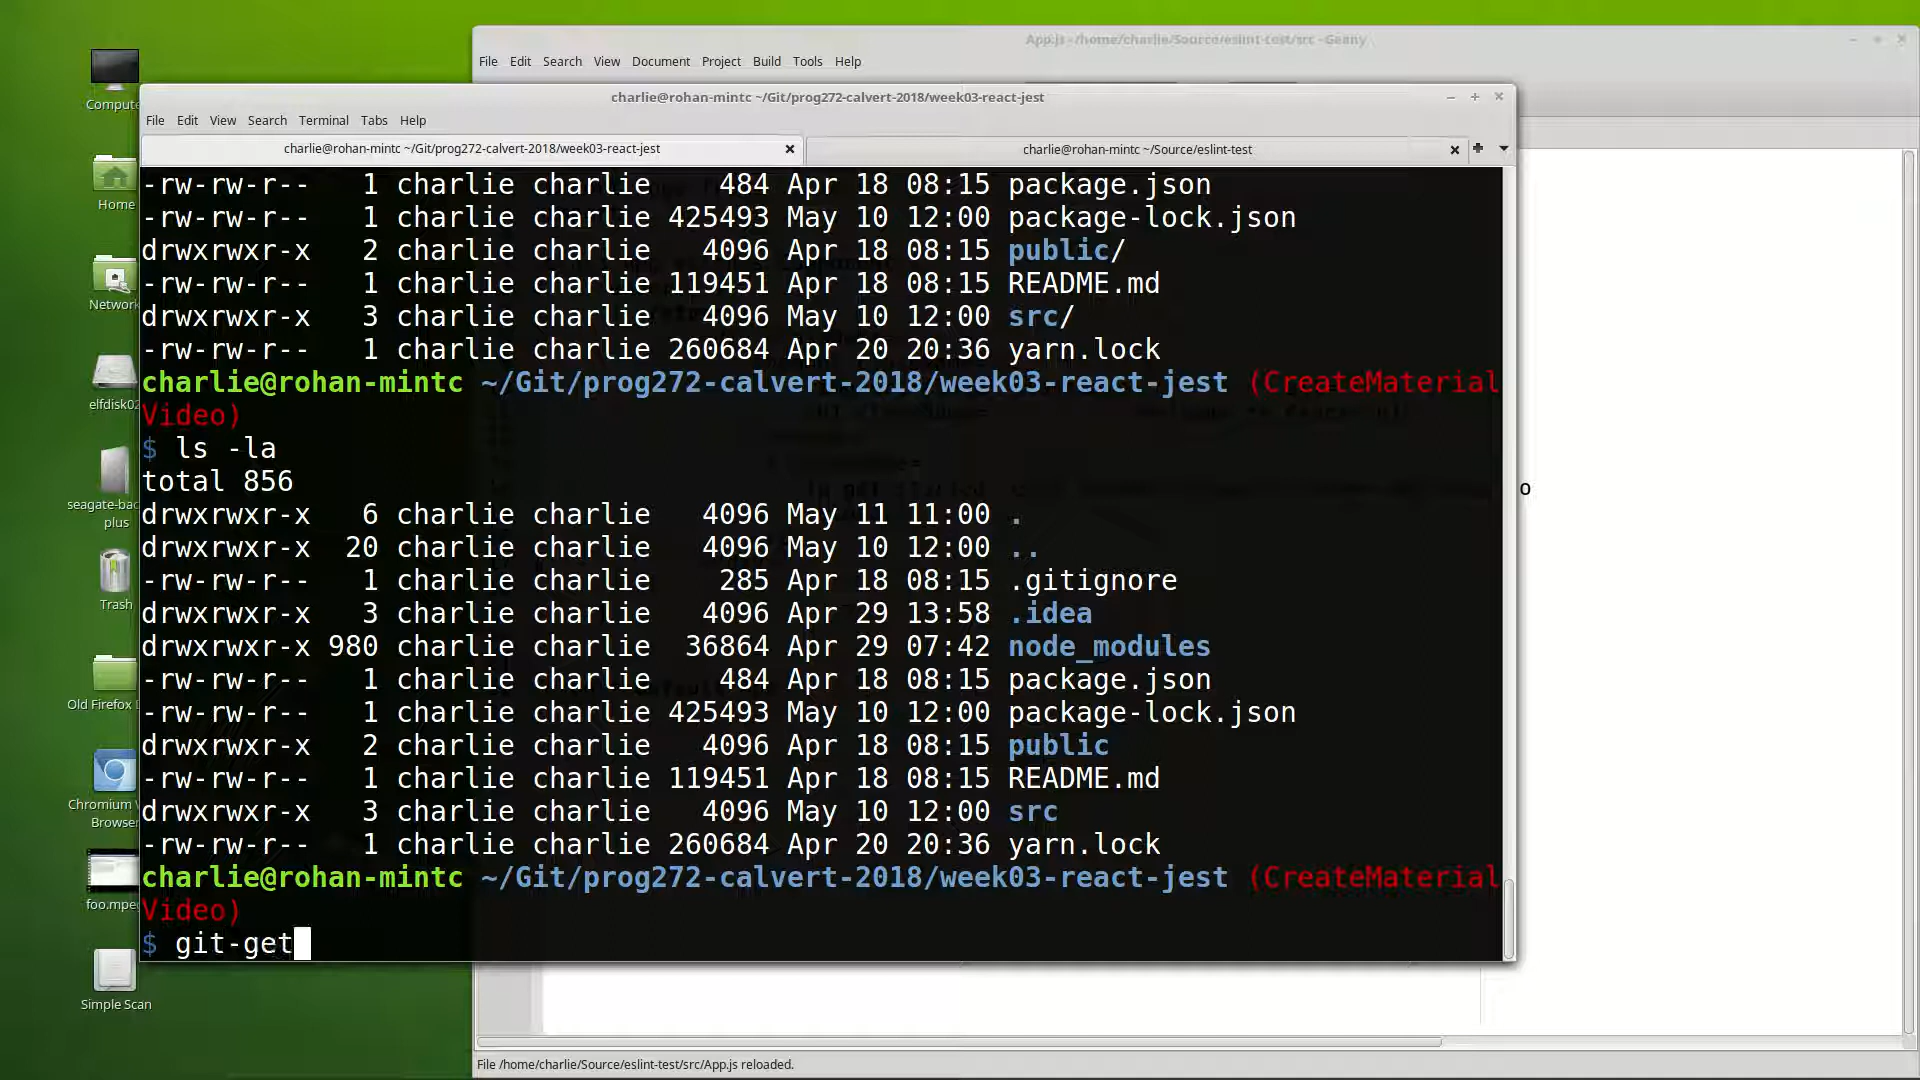 App.js - /home/charlie/Source/eslint-test/src - Geany
File Edit Search View Document Project Build Tools Help
charlie@rohan-mintc ~/Git/prog272-calvert-2018/week03-react-jest
File Edit View Search Terminal Tabs Help
charlie@rohan-mintc ~/Git/prog272-calvert-2018/week03-react-jest
charlie@rohan-mintc ~/Source/eslint-test
-rw-rw-r-- 1 charlie charlie 484 Apr 18 08:15 package.json
-rw-rw-r-- 1 charlie charlie 425493 May 10 12:00 package-lock.json
drwxrwxr-x 2 charlie charlie 4096 Apr 18 08:15 public/
-rw-rw-r-- 1 charlie charlie 119451 Apr 18 08:15 README.md
drwxrwxr-x 3 charlie charlie 4096 May 10 12:00 src/
-rw-rw-r-- 1 charlie charlie 260684 Apr 20 20:36 yarn.lock
charlie@rohan-mintc ~/Git/prog272-calvert-2018/week03-react-jest (CreateMaterial
Video)
$ ls -la
total 856
drwxrwxr-x 6 charlie charlie 4096 May 11 11:00 .
drwxrwxr-x 20 charlie charlie 4096 May 10 12:00 ..
-rw-rw-r-- 1 charlie charlie 285 Apr 18 08:15 .gitignore
drwxrwxr-x 3 charlie charlie 4096 Apr 29 13:58 .idea
drwxrwxr-x 980 charlie charlie 36864 Apr 29 07:42 node_modules
-rw-rw-r-- 1 charlie charlie 484 Apr 18 08:15 package.json
-rw-rw-r-- 1 charlie charlie 425493 May 10 12:00 package-lock.json
drwxrwxr-x 2 charlie charlie 4096 Apr 18 08:15 public
-rw-rw-r-- 1 charlie charlie 119451 Apr 18 08:15 README.md
drwxrwxr-x 3 charlie charlie 4096 May 10 12:00 src
-rw-rw-r-- 1 charlie charlie 260684 Apr 20 20:36 yarn.lock
charlie@rohan-mintc ~/Git/prog272-calvert-2018/week03-react-jest (CreateMaterial
Video)
$ git-get
o
File /home/charlie/Source/eslint-test/src/App.js reloaded.
Compute
Home
Network
elfdisk02
seagate-bac
plus
Trash
Old Firefox
Chromium
Browser
foo.mpe
Simple Scan